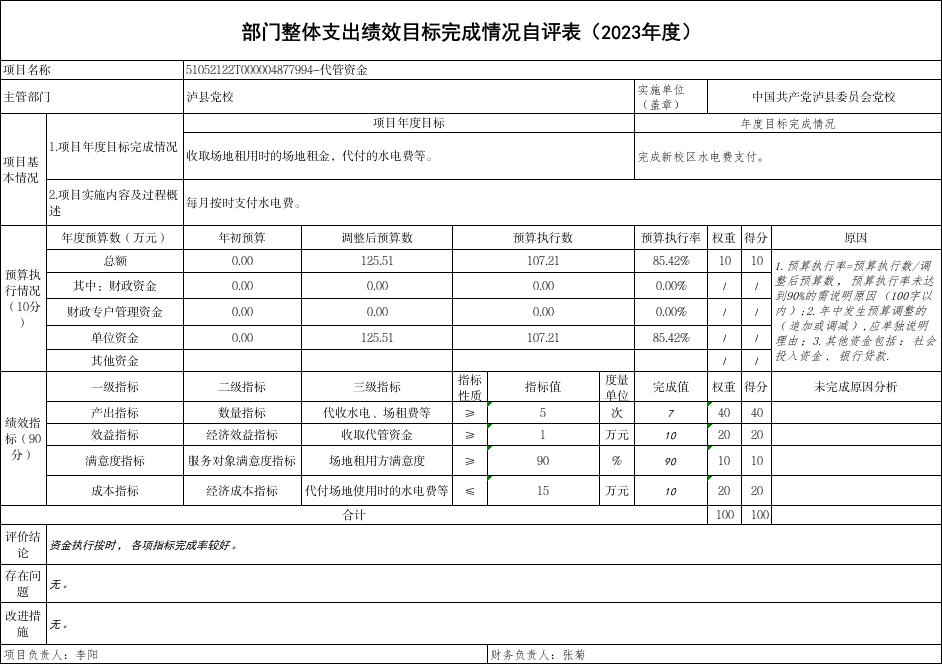 部门整体支出绩效目标完成情况自评表（2023年度）
项目名称 51052122T000004877994-代管资金
主管部门 泸县党校 实施单位（盖章） 中国共产党泸县委员会党校
项目基本情况 1.项目年度目标完成情况 项目年度目标 年度目标完成情况
收取场地租用时的场地租金，代付的水电费等。 完成新校区水电费支付。
2.项目实施内容及过程概述 每月按时支付水电费。
预算执行情况（10分） 年度预算数（万元） 年初预算 调整后预算数 预算执行数 预算执行率 权重 得分 原因
总额 0.00 125.51 107.21 85.42% 10 10
其中：财政资金 0.00 0.00 0.00 0.00% / /
财政专户管理资金 0.00 0.00 0.00 0.00% / /
单位资金 0.00 125.51 107.21 85.42% / /
其他资金 / /
1.预算执行率=预算执行数/调
整后预算数，预算执行率未达
到90%的需说明原因（100字以
内）;2.年中发生预算调整的
（追加或调减）,应单独说明
理由；3.其他资金包括：社会
投入资金、银行贷款.
绩效指标（90分） 一级指标 二级指标 三级指标 指标性质 指标值 度量单位 完成值 权重 得分 未完成原因分析
产出指标 数量指标 代收水电、场租费等 ≥ 5 次 7 40 40
效益指标 经济效益指标 收取代管资金 ≥ 1 万元 10 20 20
满意度指标 服务对象满意度指标 场地租用方满意度 ≥ 90 % 90 10 10
成本指标 经济成本指标 代付场地使用时的水电费等 ≤ 15 万元 10 20 20
合计 100 100
评价结论 资金执行按时，各项指标完成率较好。
存在问题 无。
改进措施 无。
项目负责人：李阳 财务负责人：张菊